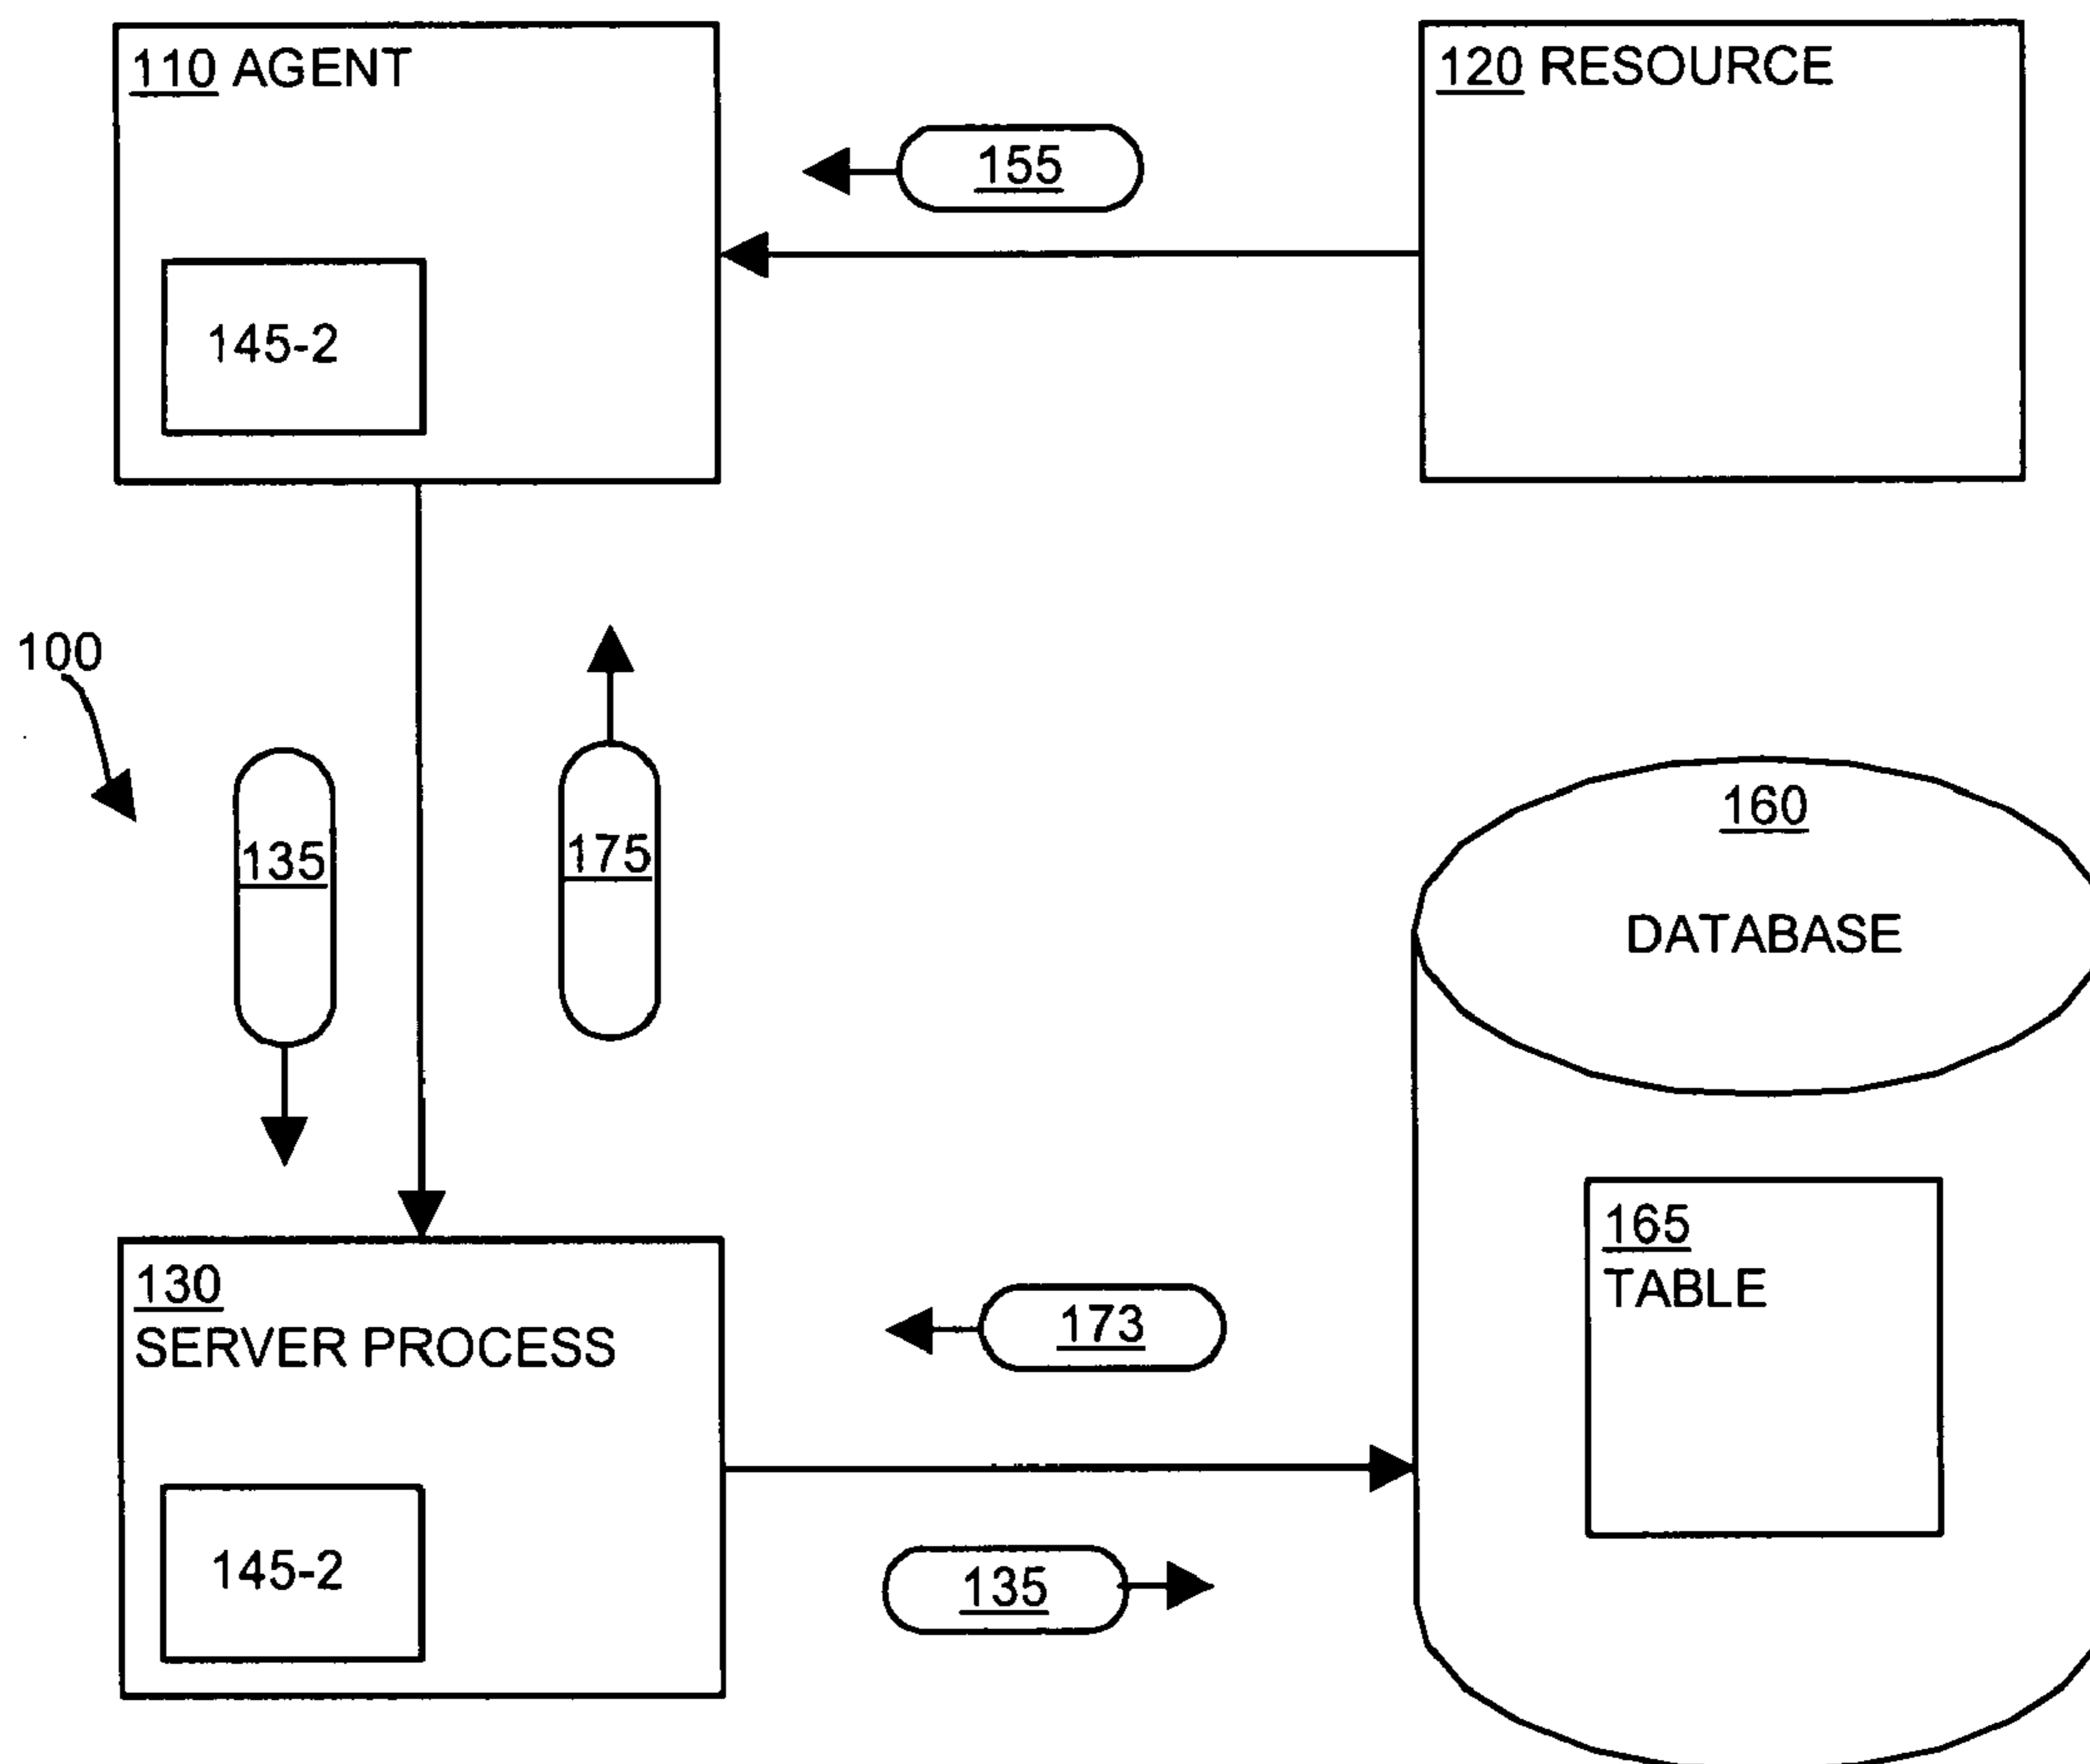 110 AGENT
120 RESOURCE
155
145-2
100
135
175
160
DATABASE
165
TABLE
130
SERVER PROCESS
173
145-2
135